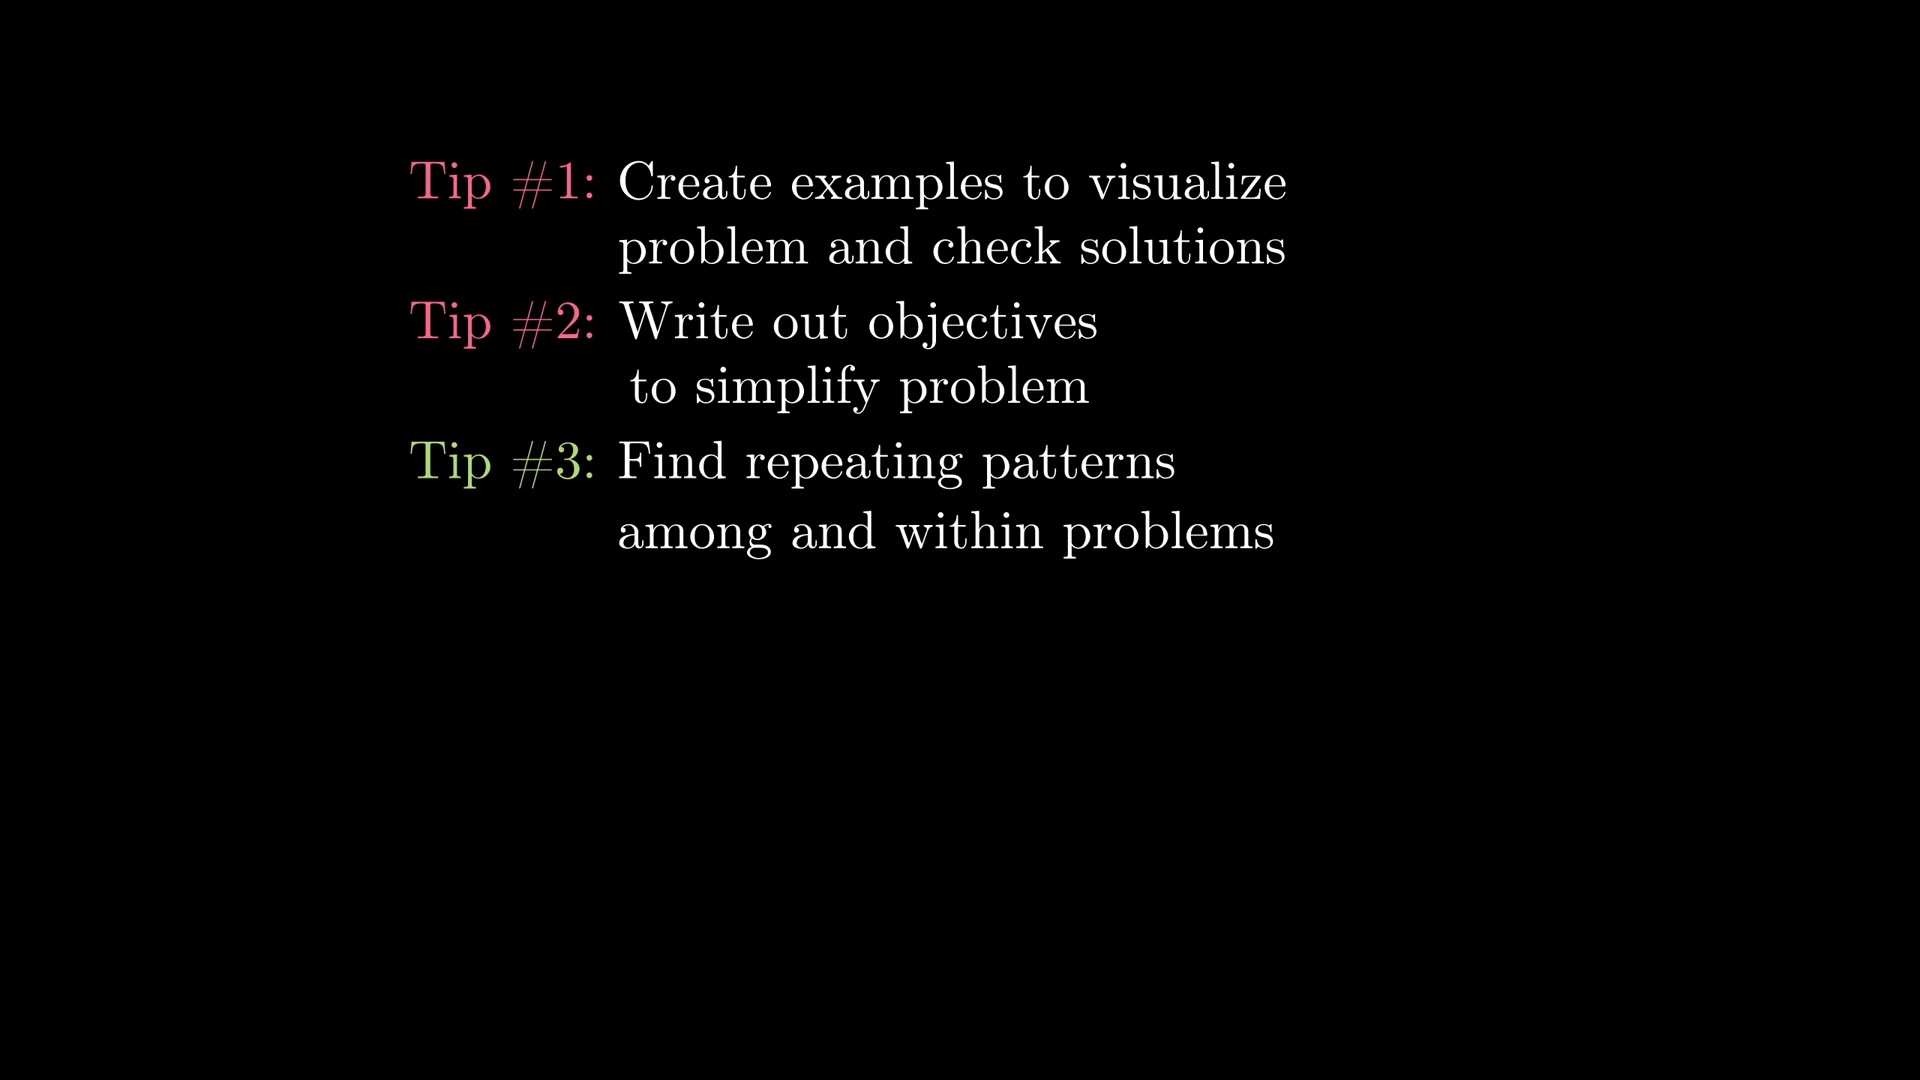 Tip #1: Create examples to visualize
problem and check solutions
Tip #2: Write out objectives
to simplify problem
Tip #3: Find repeating patterns
among and within problems